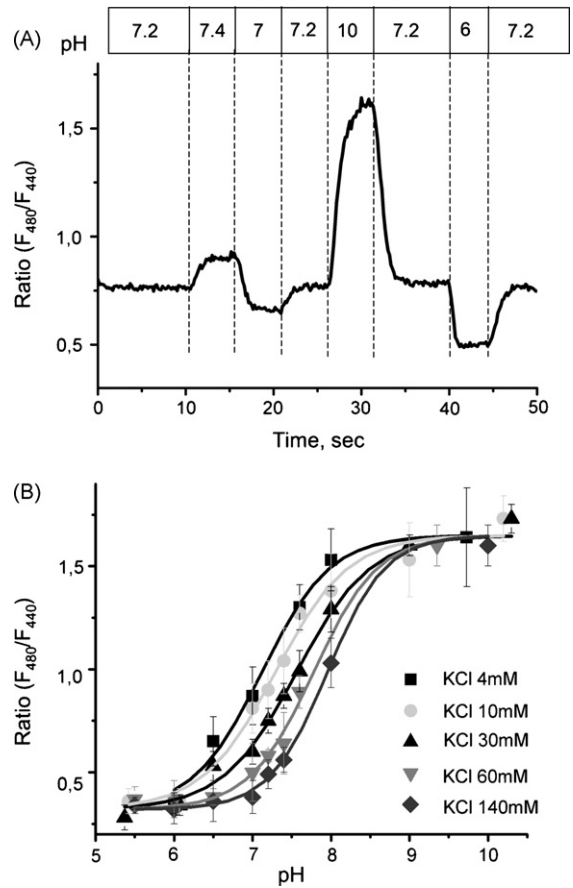 (A)
pH 7.2 7.4 7 7.2 10 7.2 6 7.2
Ratio (F480/F440)
1,5
1,0
0,5
0 10 20 30 40 50
Time, sec
(B)
Ratio (F480/F440)
1,5
1,0
0,5
KCl 4mM
KCl 10mM
KCl 30mM
KCl 60mM
KCl 140mM
5 6 7 8 9 10
pH